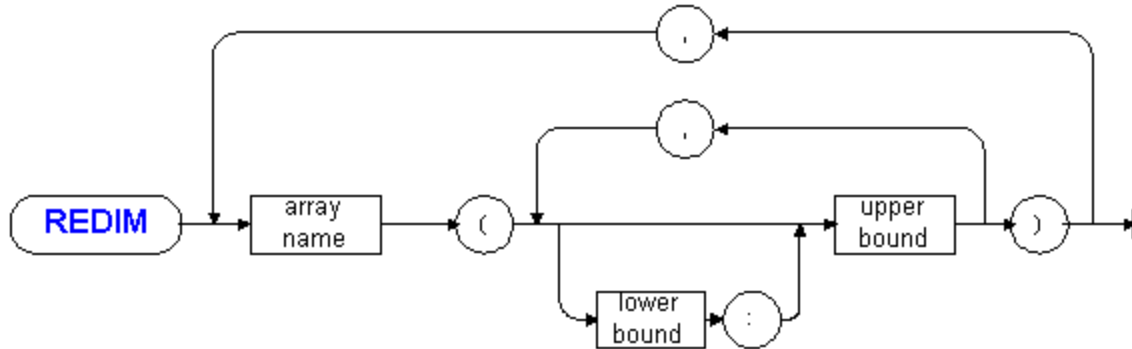 ,
,
REDIM
array
name
(
upper
bound
)
lower
bound
: